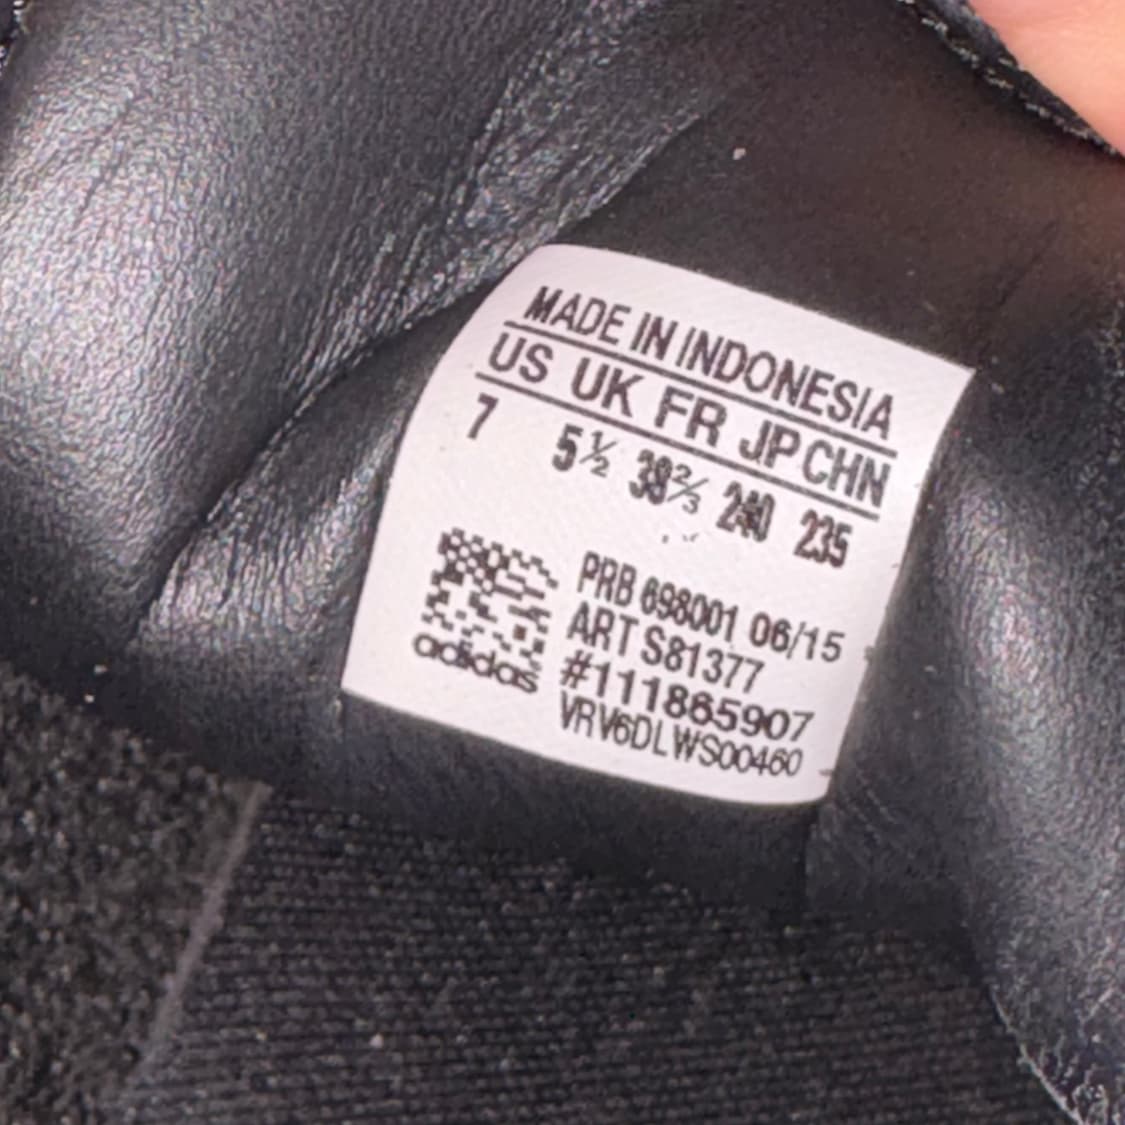 MADE IN INDONESIA
US UK FR JP CHN
7 5½ 38⅔ 240 235
PRB 698001 06/15
ART S81377
#111865907
VRV6DLWS00460
adidas